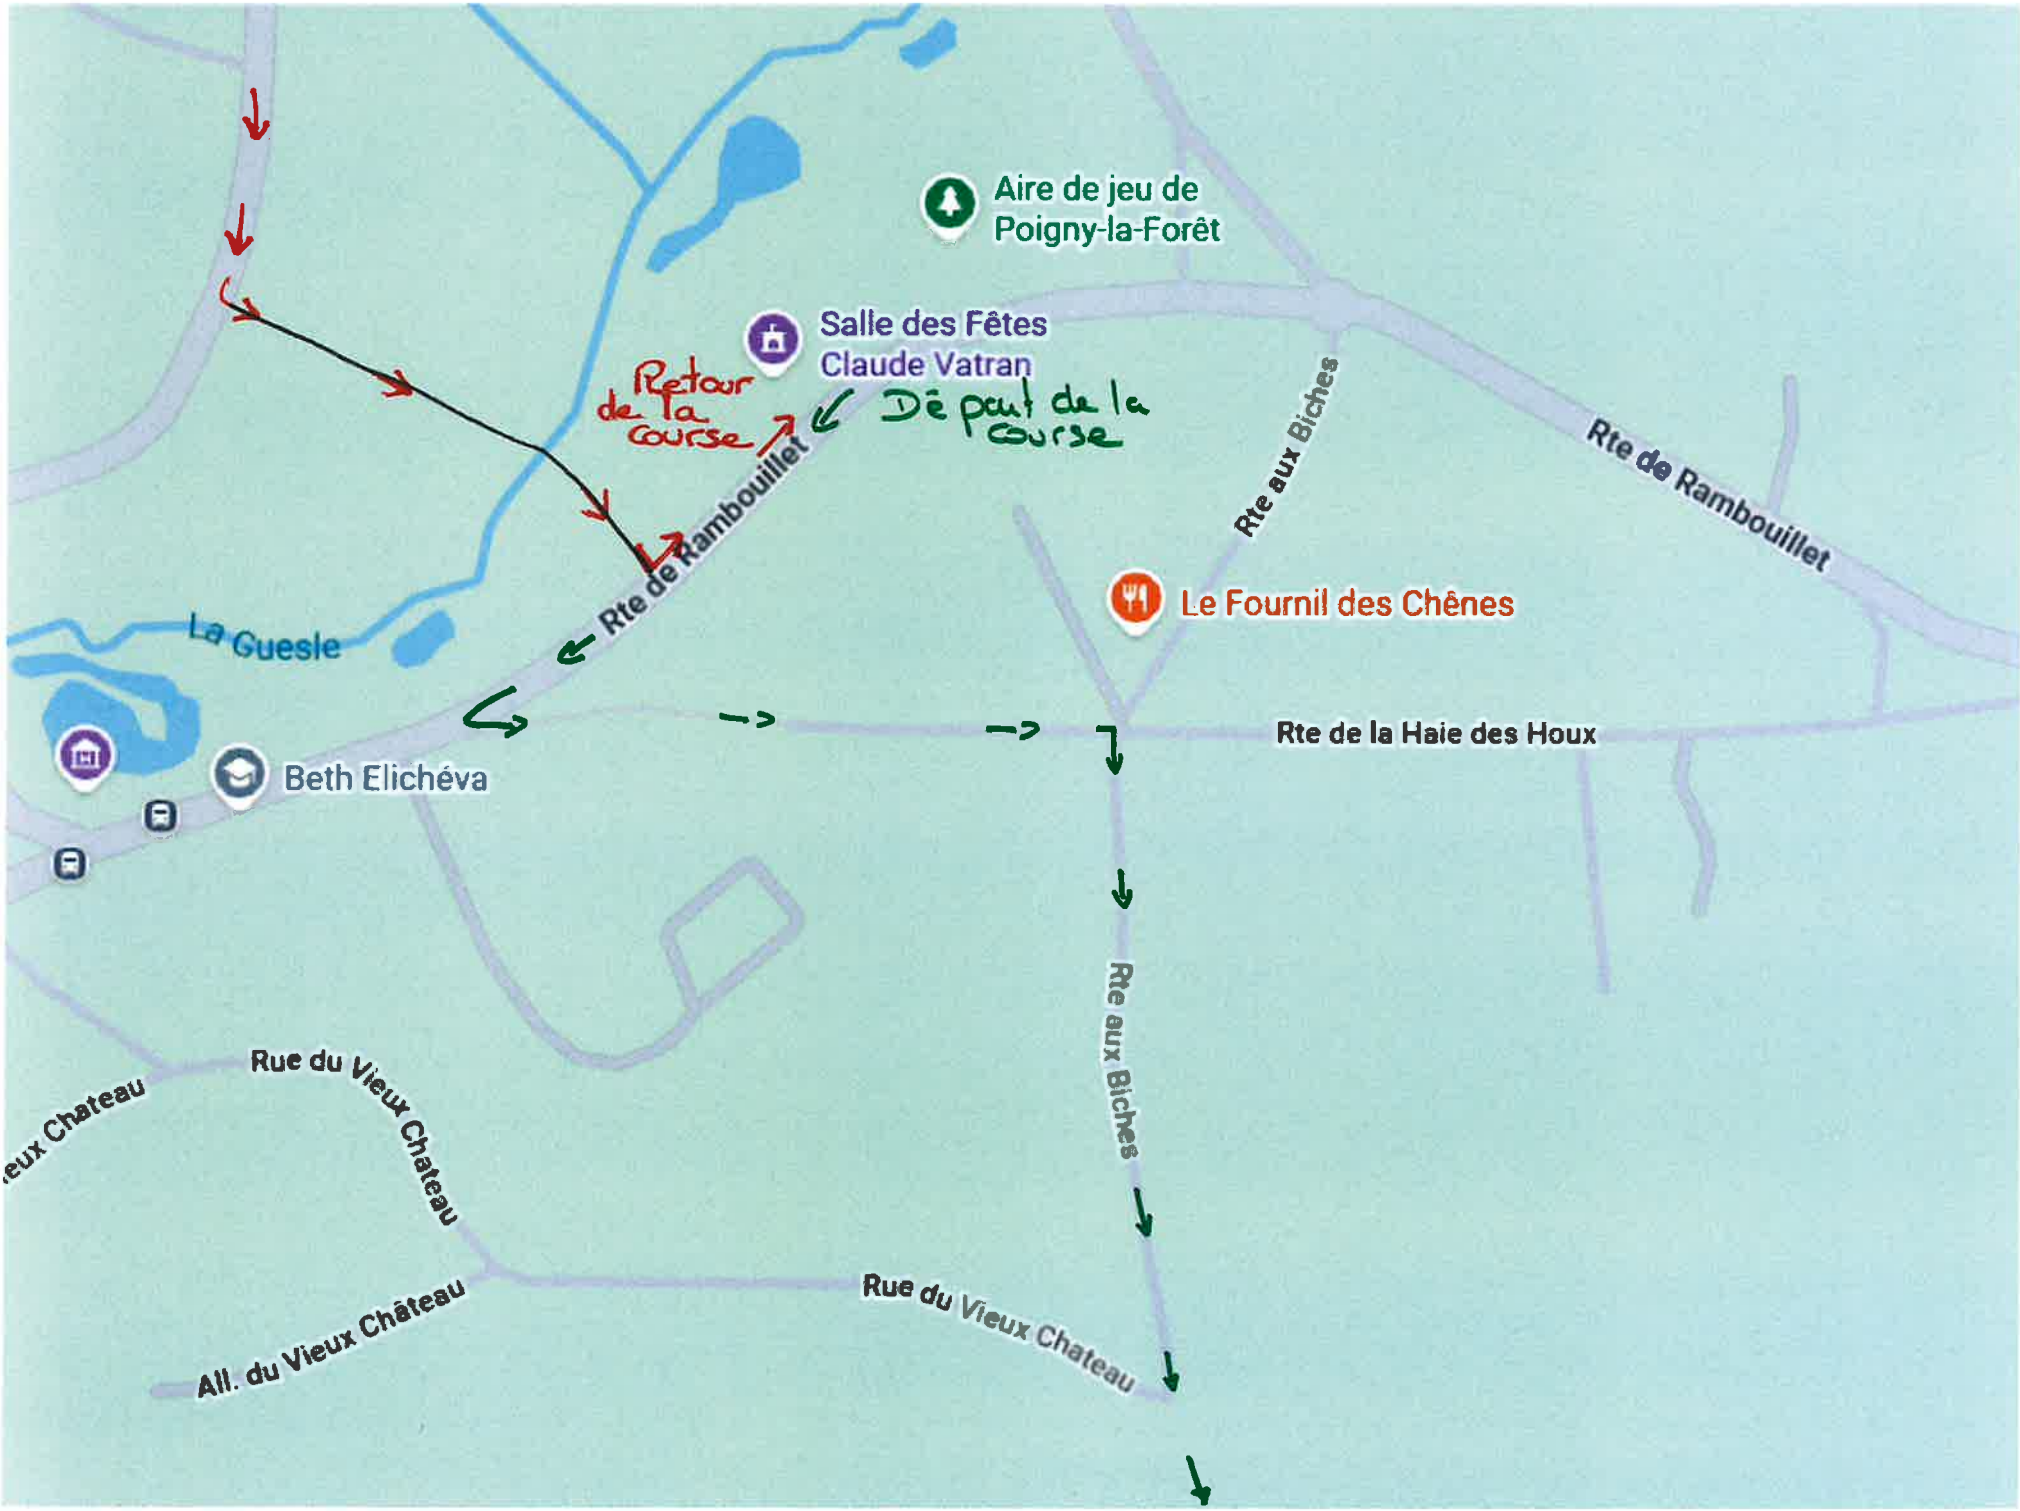 Aire de jeu de
Poigny-la-Forêt
Salle des Fêtes
Claude Vatran
Retour
de la
course
Départ de la
course
Rte de Rambouillet
Rte aux Biches
Rte de Rambouillet
Le Fournil des Chênes
La Guesle
Rte de la Haie des Houx
Beth Elichéva
Rte aux Biches
Rue du Vieux Chateau
eux Chateau
Rue du Vieux Chateau
All. du Vieux Château